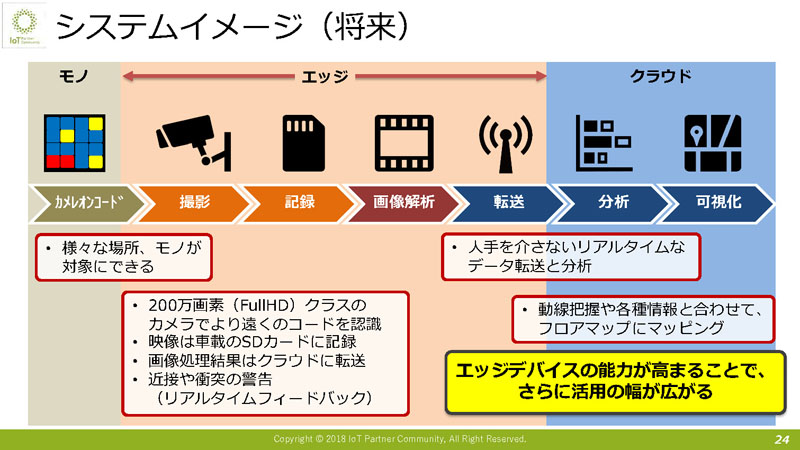 IoT Partner Community
システムイメージ（将来）
モノ
エッジ
クラウド
ｶﾒﾚｵﾝｺｰﾄﾞ
撮影
記録
画像解析
転送
分析
可視化
• 様々な場所、モノが
対象にできる
• 人手を介さないリアルタイムな
データ転送と分析
• 200万画素（FullHD）クラスの
カメラでより遠くのコードを認識
• 映像は車載のSDカードに記録
• 画像処理結果はクラウドに転送
• 近接や衝突の警告
（リアルタイムフィードバック）
• 動線把握や各種情報と合わせて、
フロアマップにマッピング
エッジデバイスの能力が高まることで、
さらに活用の幅が広がる
Copyright © 2018 IoT Partner Community, All Right Reserved.
24